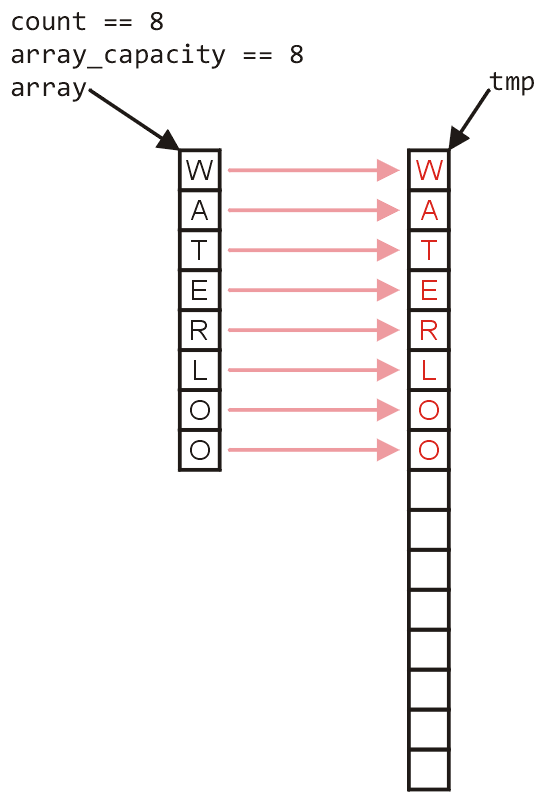 count == 8
array_capacity == 8
array
tmp
W W
A A
T T
E E
R R
L L
O O
O O